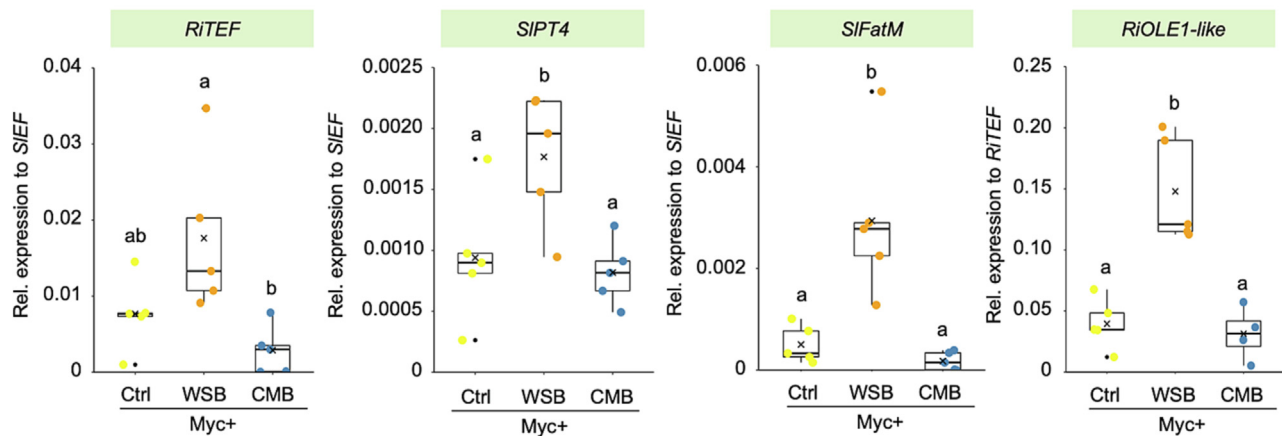 RiTEF
Rel. expression to SlEF
0.04
0.03
0.02
0.01
0
ab
a
b
Ctrl
WSB
CMB
Myc+
SlPT4
Rel. expression to SlEF
0.0025
0.0020
0.0015
0.0010
0.0005
0
a
b
a
Ctrl
WSB
CMB
Myc+
SlFatM
Rel. expression to SlEF
0.006
0.004
0.002
0
a
b
a
Ctrl
WSB
CMB
Myc+
RiOLE1-like
Rel. expression to RiTEF
0.25
0.20
0.15
0.10
0.05
0
a
b
a
Ctrl
WSB
CMB
Myc+